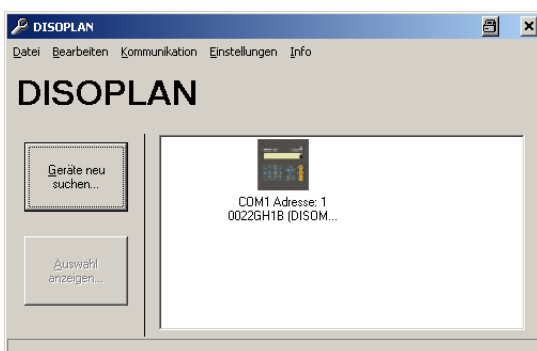 DISOPLAN
Datei Bearbeiten Kommunikation Einstellungen Info
DISOPLAN
Geräte neu
suchen...
COM1 Adresse: 1
0022GH1B (DISOM...
Auswahl
anzeigen...